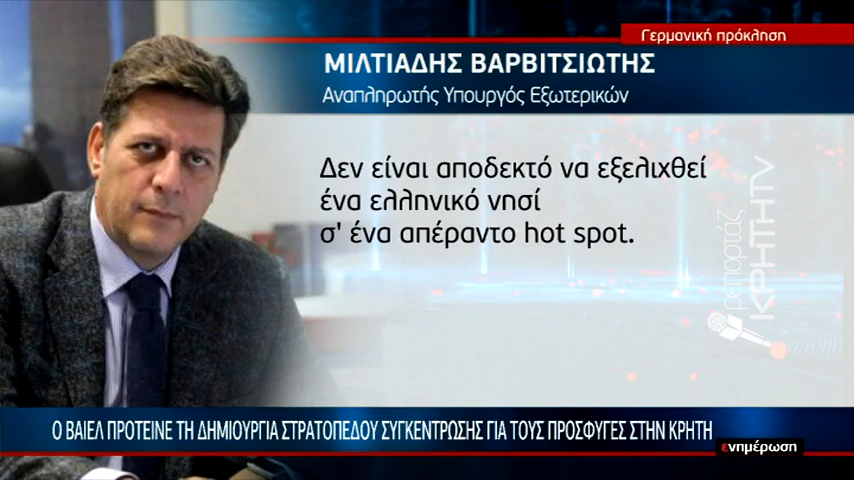 Γερμανική πρόκληση
ΜΙΛΤΙΑΔΗΣ ΒΑΡΒΙΤΣΙΩΤΗΣ
Αναπληρωτής Υπουργός Εξωτερικών
Δεν είναι αποδεκτό να εξελιχθεί
ένα ελληνικό νησί
σ' ένα απέραντο hot spot.
ρεπορτάζ
ΚΡΗΤΗ TV
Ο ΒΑΙΕΛ ΠΡΟΤΕΙΝΕ ΤΗ ΔΗΜΙΟΥΡΓΙΑ ΣΤΡΑΤΟΠΕΔΟΥ ΣΥΓΚΕΝΤΡΩΣΗΣ ΓΙΑ ΤΟΥΣ ΠΡΟΣΦΥΓΕΣ ΣΤΗΝ ΚΡΗΤΗ
ενημέρωση